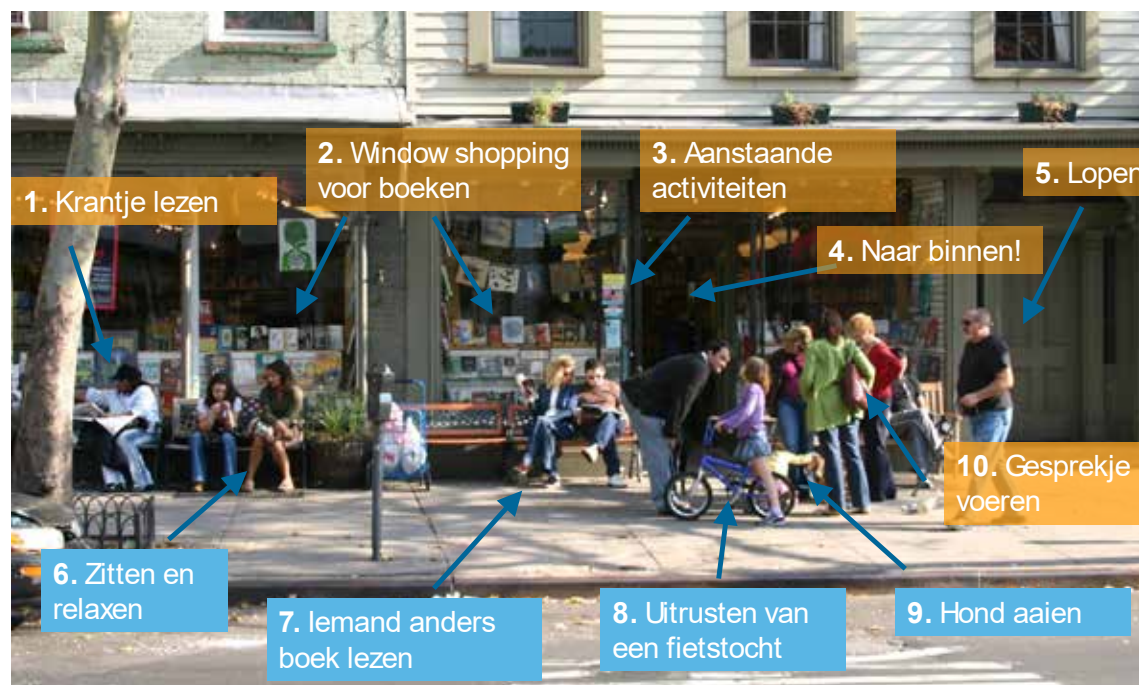 1. Krantje lezen
2. Window shopping
voor boeken
3. Aanstaande
activiteiten
4. Naar binnen!
5. Lopen
6. Zitten en
relaxen
7. Iemand anders
boek lezen
8. Uitrusten van
een fietstocht
9. Hond aaien
10. Gesprekje
voeren